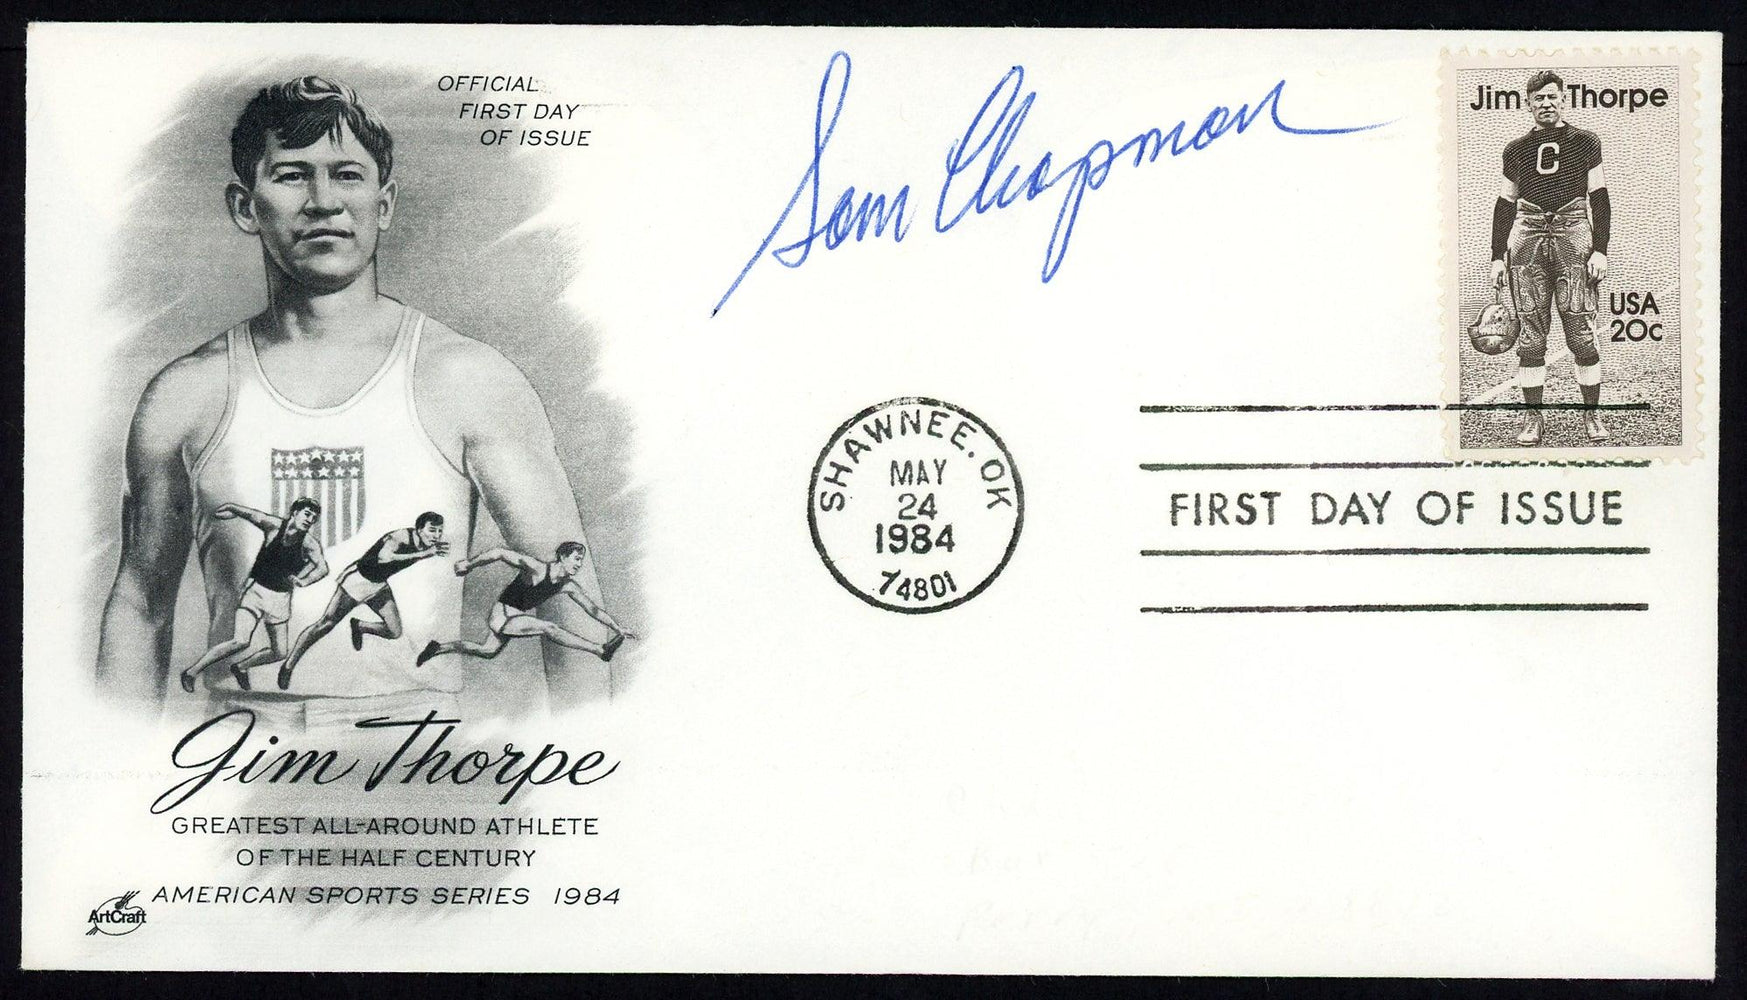 OFFICIAL
FIRST DAY
OF ISSUE
Sam Chapman
Jim Thorpe
C
USA
20c
SHAWNEE, OK
MAY
24
1984
74801
FIRST DAY OF ISSUE
Jim Thorpe
GREATEST ALL-AROUND ATHLETE
OF THE HALF CENTURY
AMERICAN SPORTS SERIES 1984
ArtCraft